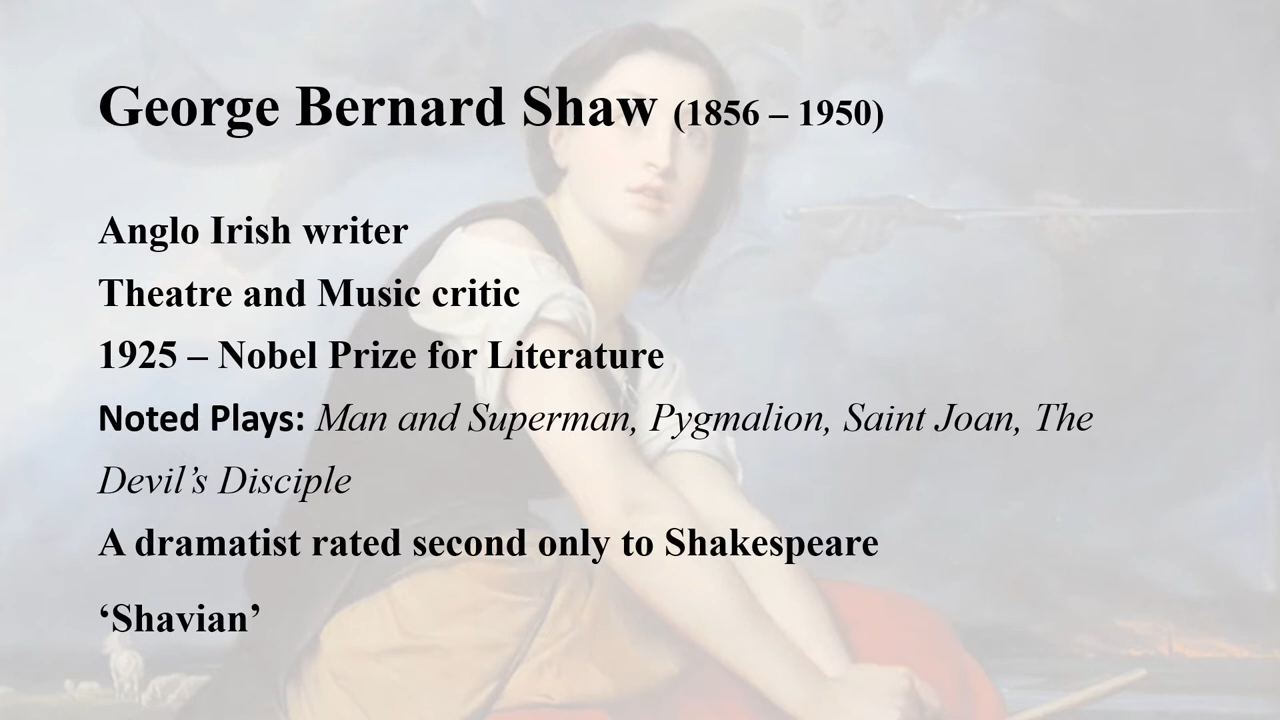 George Bernard Shaw (1856 – 1950)
Anglo Irish writer
Theatre and Music critic
1925 – Nobel Prize for Literature
Noted Plays: Man and Superman, Pygmalion, Saint Joan, The
Devil’s Disciple
A dramatist rated second only to Shakespeare
‘Shavian’